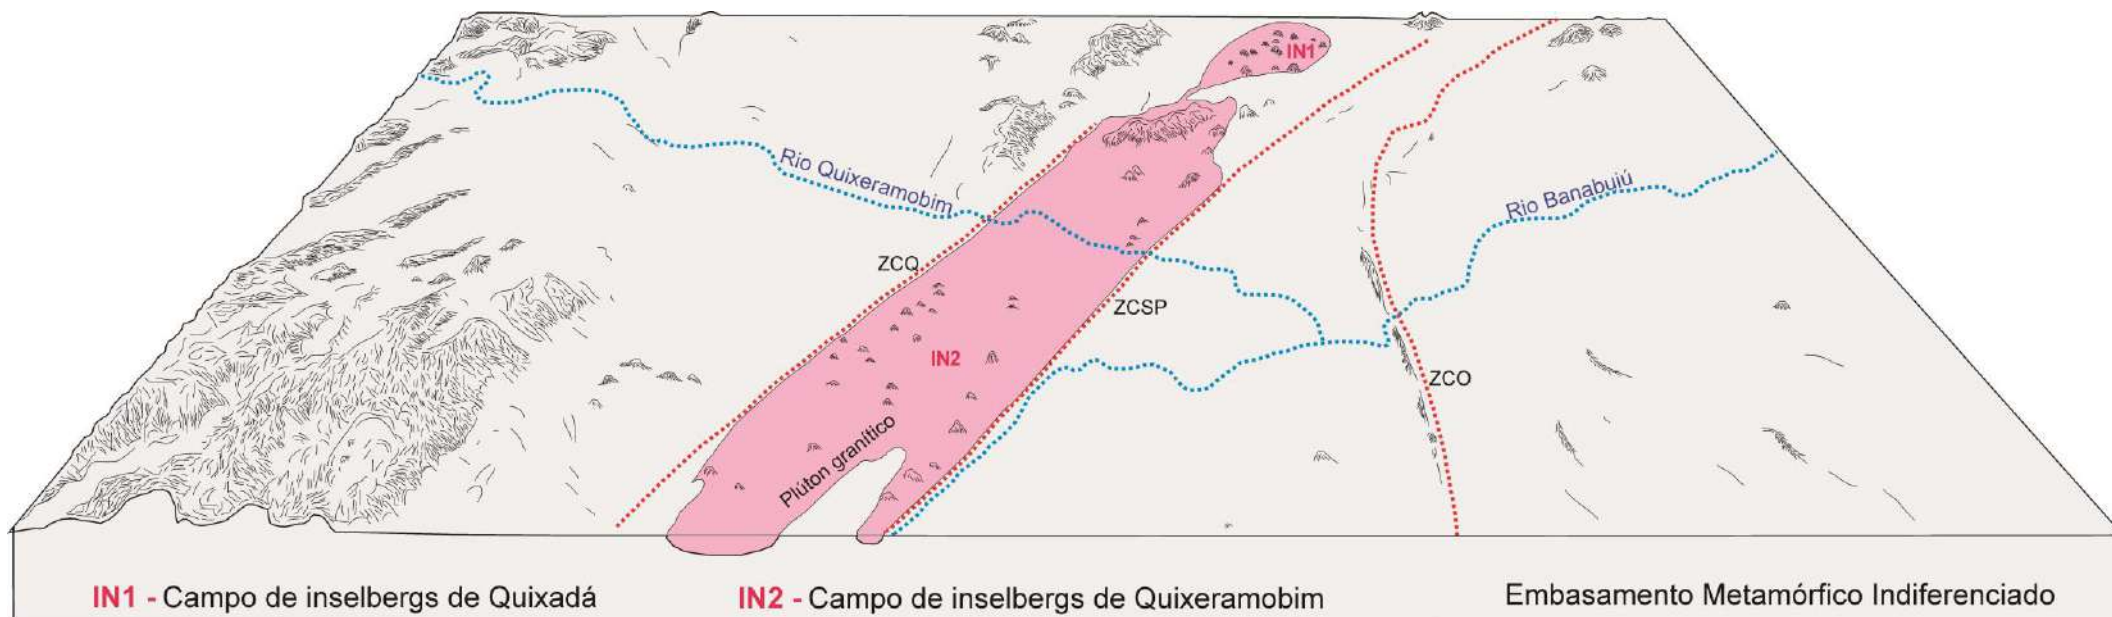 IN1
Rio Quixeramobim
Rio Banabuiú
ZCQ
ZCSP
IN2
ZCO
Plúton granítico
IN1 - Campo de inselbergs de Quixadá
IN2 - Campo de inselbergs de Quixeramobim
Embasamento Metamórfico Indiferenciado